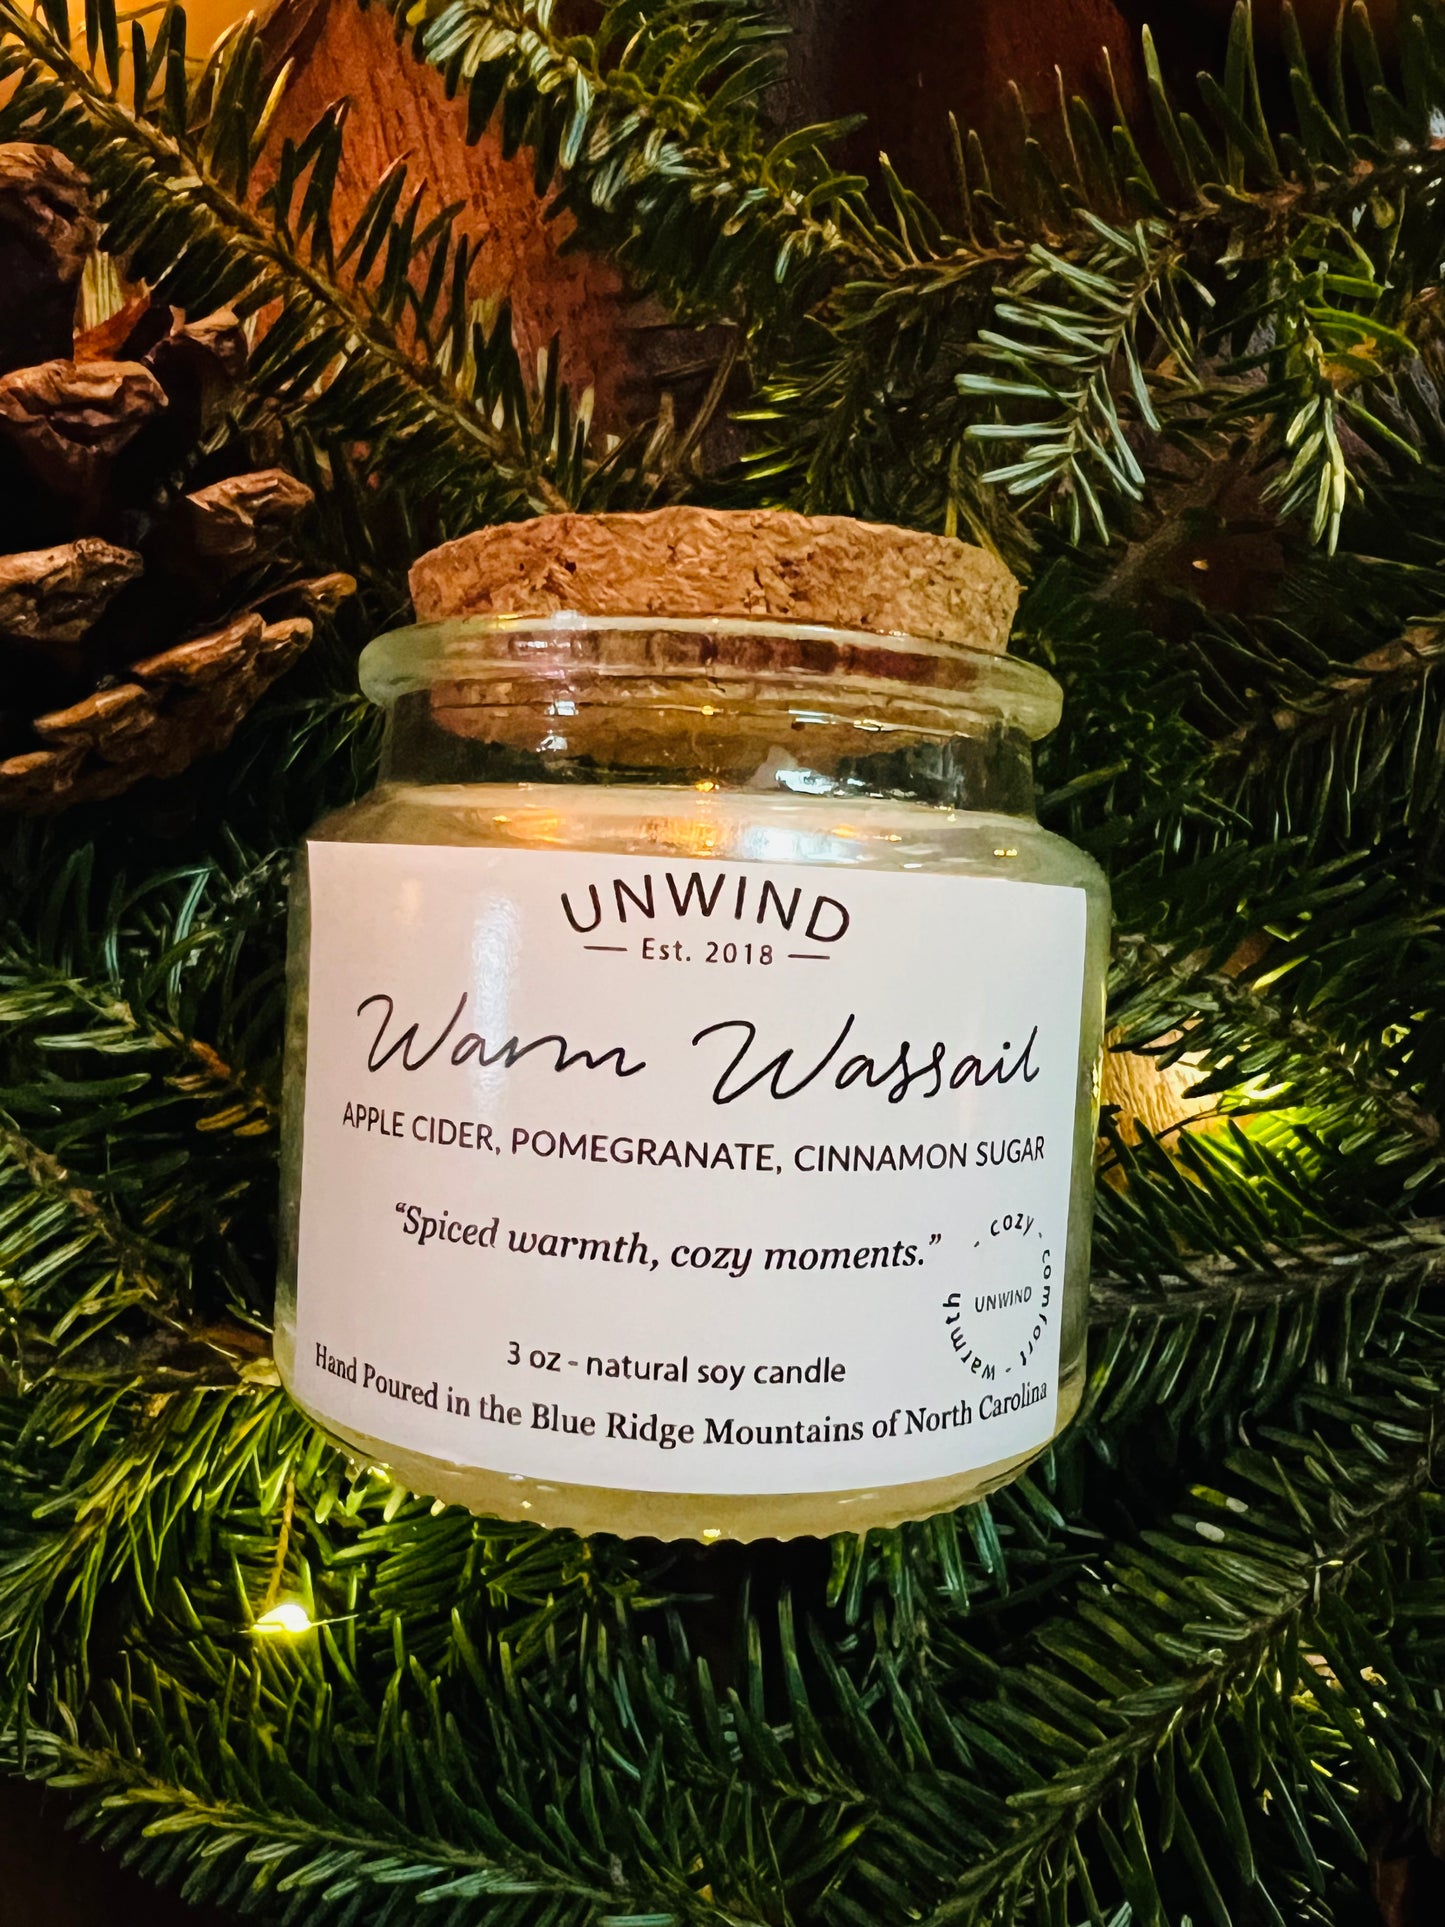 UNWIND
Est. 2018
Warm Wassail
APPLE CIDER, POMEGRANATE, CINNAMON SUGAR
“Spiced warmth, cozy moments.”
. cozy . comfort . warmth
UNWIND
3 oz - natural soy candle
Hand Poured in the Blue Ridge Mountains of North Carolina